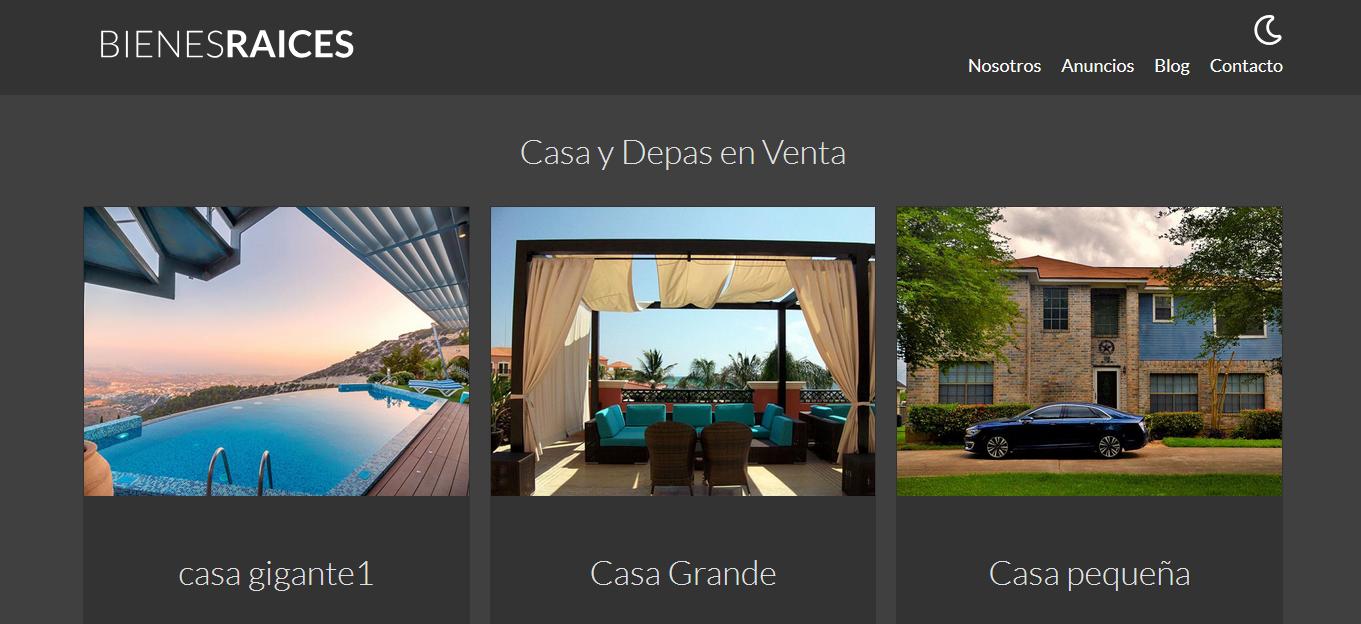 BIENESRAICES
Nosotros Anuncios Blog Contacto
Casa y Depas en Venta
casa gigante1
Casa Grande
Casa pequeña